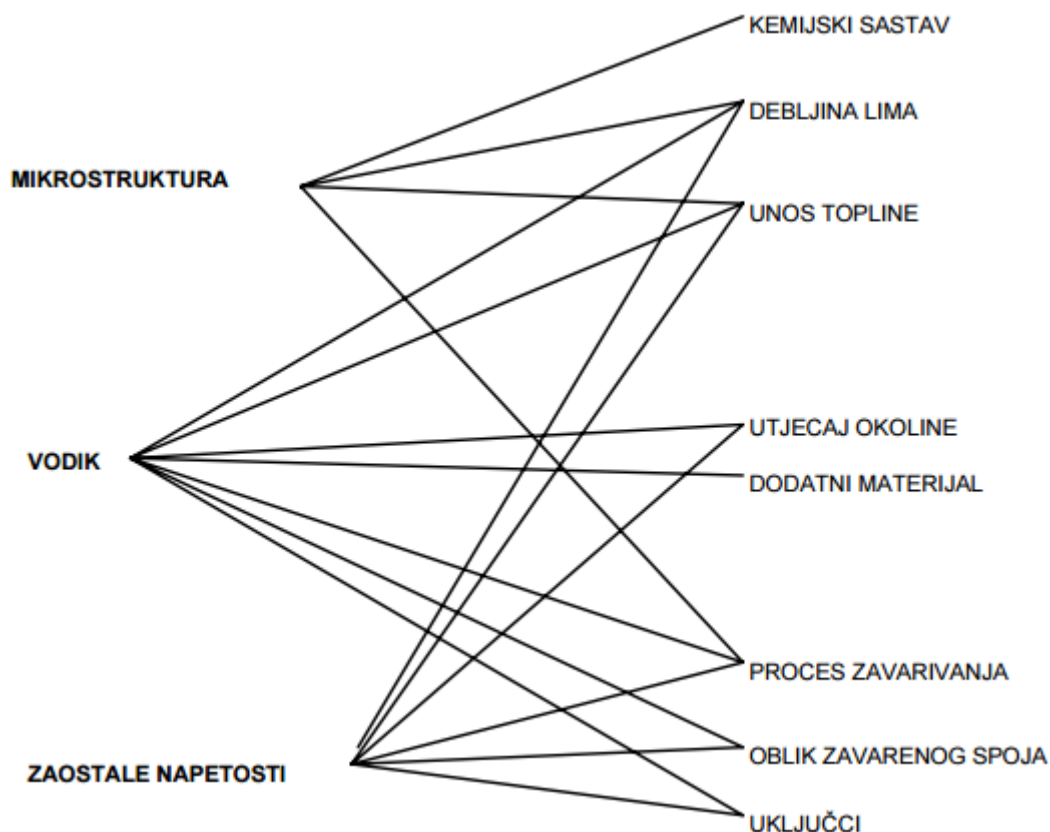 KEMIJSKI SASTAV
DEBLJINA LIMA
MIKROSTRUKTURA
UNOS TOPLINE
UTJECAJ OKOLINE
VODIK
DODATNI MATERIJAL
PROCES ZAVARIVANJA
ZAOSTALE NAPETOSTI
OBLIK ZAVARENOG SPOJA
UKLJUČCI